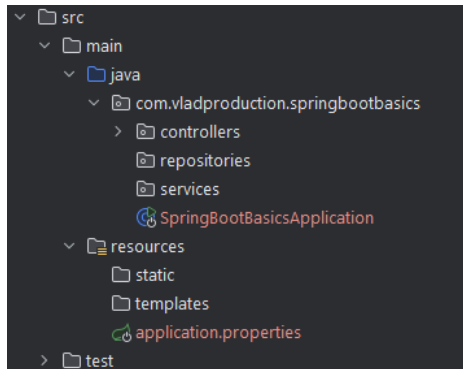 src
main
java
com.vladproduction.springbootbasics
controllers
repositories
services
SpringBootBasicsApplication
resources
static
templates
application.properties
test